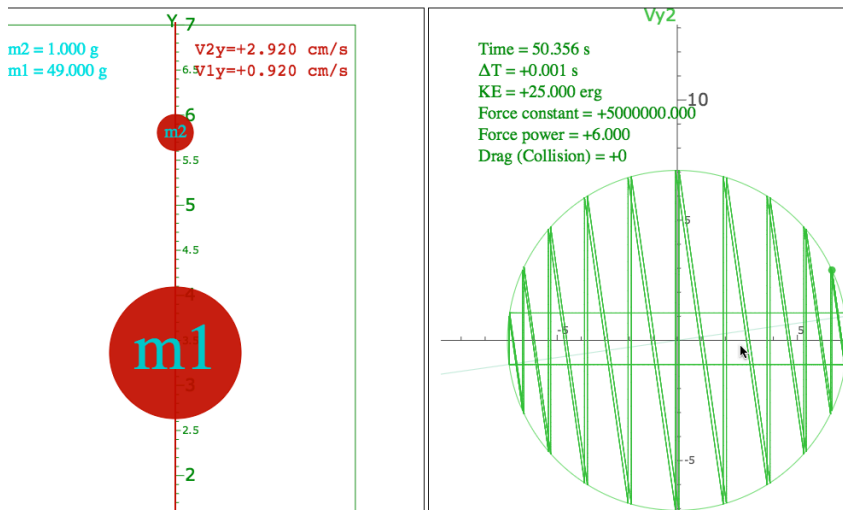 Y
7
m2 = 1.000 g
V2y=+2.920 cm/s
m1 = 49.000 g
6.5
V1y=+0.920 cm/s
6
m2
5.5
5
4.5
4
m1
3
2.5
2
Vy2
Time = 50.356 s
ΔT = +0.001 s
KE = +25.000 erg
10
Force constant = +5000000.000
Force power = +6.000
Drag (Collision) = +0
5
-5
5
-5